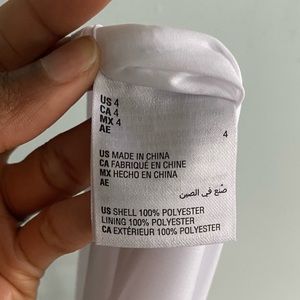 US 4
CA 4
MX 4
AE 4
US MADE IN CHINA
CA FABRIQUÉ EN CHINE
MX HECHO EN CHINA
صنع في الصين
US SHELL 100% POLYESTER
LINING 100% POLYESTER
CA EXTÉRIEUR 100% POLYESTER